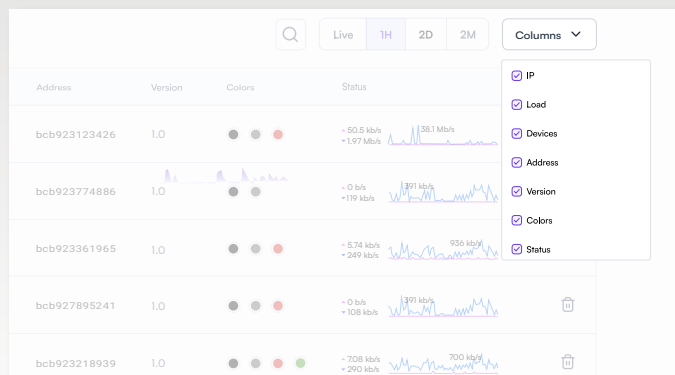 Live 1H 2D 2M Columns
IP
Load
Devices
Address
Version
Colors
Status
Address Version Colors Status
bcb923123426 1.0 50.5 kb/s 1.97 Mb/s 38.1 Mb/s
bcb923774886 1.0 0 b/s 119 kb/s 391 kb/s
bcb923361965 1.0 5.74 kb/s 249 kb/s 936 kb/s
bcb927895241 1.0 0 b/s 108 kb/s 391 kb/s
bcb923218939 1.0 7.08 kb/s 290 kb/s 700 kb/s